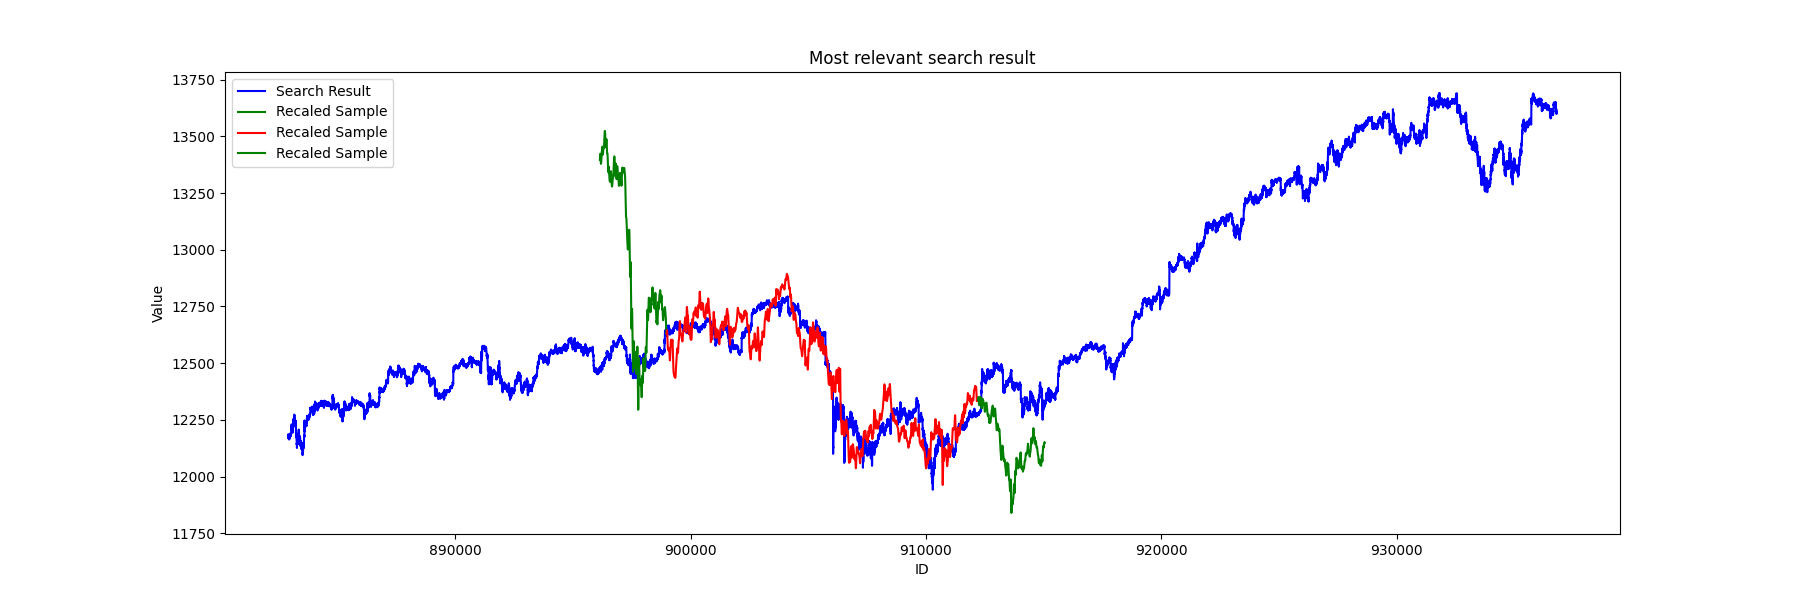 Most relevant search result
Search Result
Recaled Sample
Recaled Sample
Recaled Sample
Value
13750
13500
13250
13000
12750
12500
12250
12000
11750
890000
900000
910000
920000
930000
ID